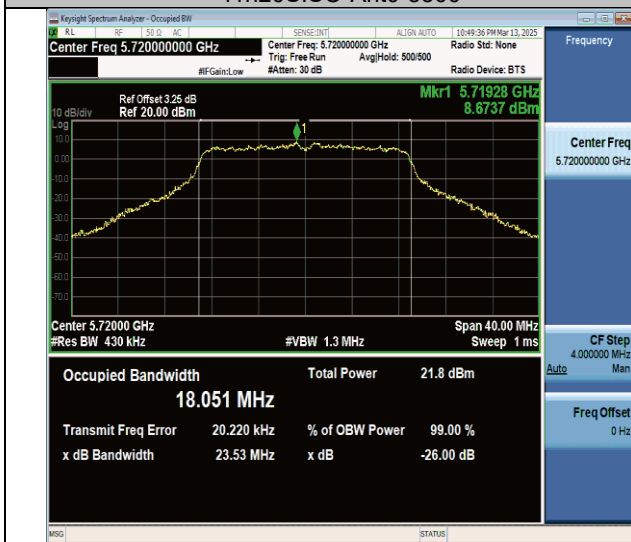 Keysight Spectrum Analyzer - Occupied BW
RL RF 50 Ω AC SENSE:INT ALIGN AUTO 10:49:36 PM Mar 13, 2025
Center Freq 5.720000000 GHz
Center Freq: 5.720000000 GHz
Radio Std: None
Trig: Free Run Avg|Hold: 500/500
#IFGain:Low #Atten: 30 dB Radio Device: BTS
Frequency
Mkr1 5.71928 GHz
8.6737 dBm
Ref Offset 3.25 dB
10 dB/div Ref 20.00 dBm
Log
10.0
0.00
-10.0
-20.0
-30.0
-40.0
-50.0
-60.0
-70.0
1
Center 5.72000 GHz Span 40.00 MHz
#Res BW 430 kHz #VBW 1.3 MHz Sweep 1 ms
Occupied Bandwidth Total Power 21.8 dBm
18.051 MHz
Transmit Freq Error 20.220 kHz % of OBW Power 99.00 %
x dB Bandwidth 23.53 MHz x dB -26.00 dB
Center Freq
5.720000000 GHz
CF Step
4.000000 MHz
Auto Man
Freq Offset
0 Hz
MSG STATUS